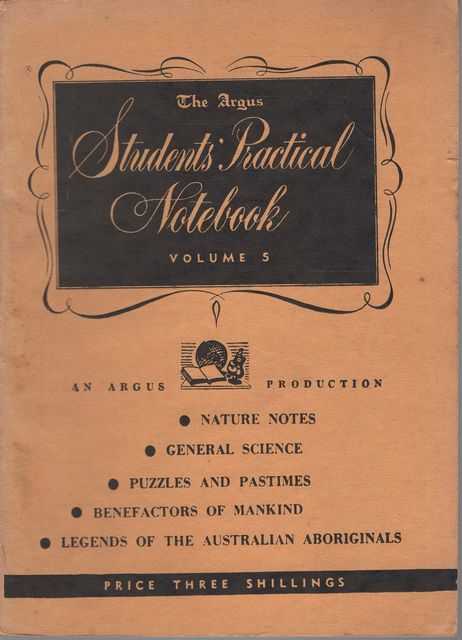 The Argus
Students' Practical
Notebook
VOLUME 5
AN ARGUS PRODUCTION
● NATURE NOTES
● GENERAL SCIENCE
● PUZZLES AND PASTIMES
● BENEFACTORS OF MANKIND
● LEGENDS OF THE AUSTRALIAN ABORIGINALS
PRICE THREE SHILLINGS